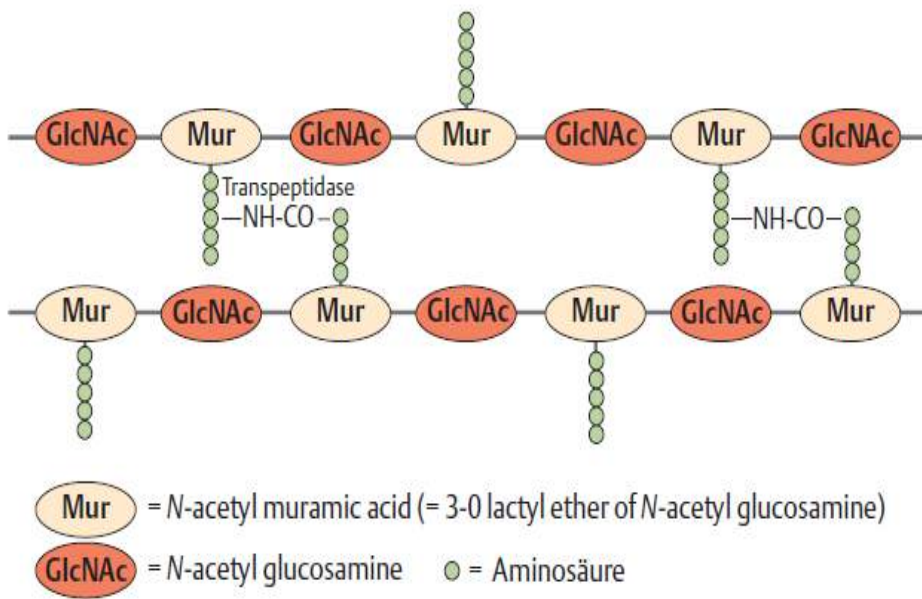 GlcNAc Mur GlcNAc Mur GlcNAc Mur GlcNAc
Transpeptidase
NH-CO NH-CO
Mur GlcNAc Mur GlcNAc Mur GlcNAc Mur
Mur = N-acetyl muramic acid (= 3-0 lactyl ether of N-acetyl glucosamine)
GlcNAc = N-acetyl glucosamine = Aminosäure